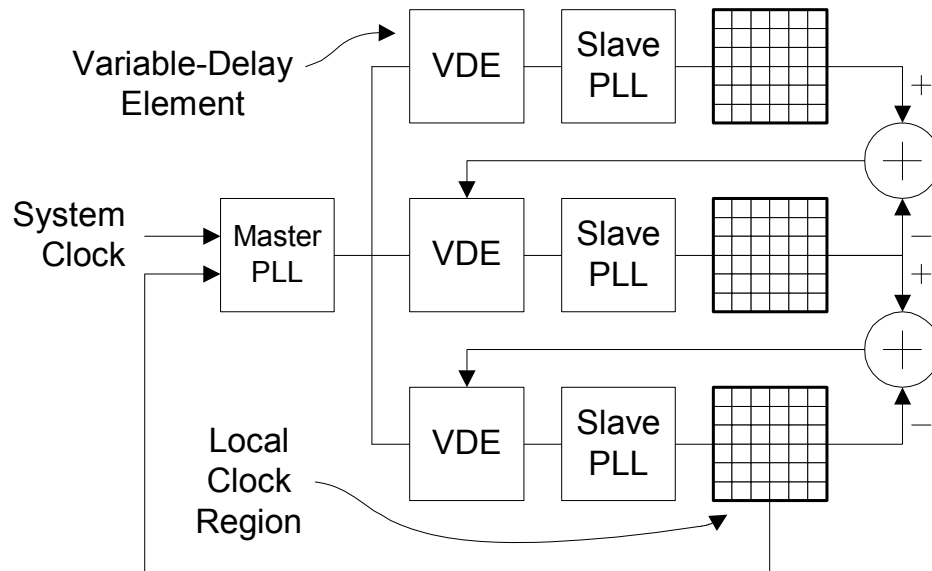 Variable-Delay
Element
VDE
Slave
PLL
+
System
Clock
Master
PLL
VDE
Slave
PLL
−
+
VDE
Slave
PLL
−
Local
Clock
Region